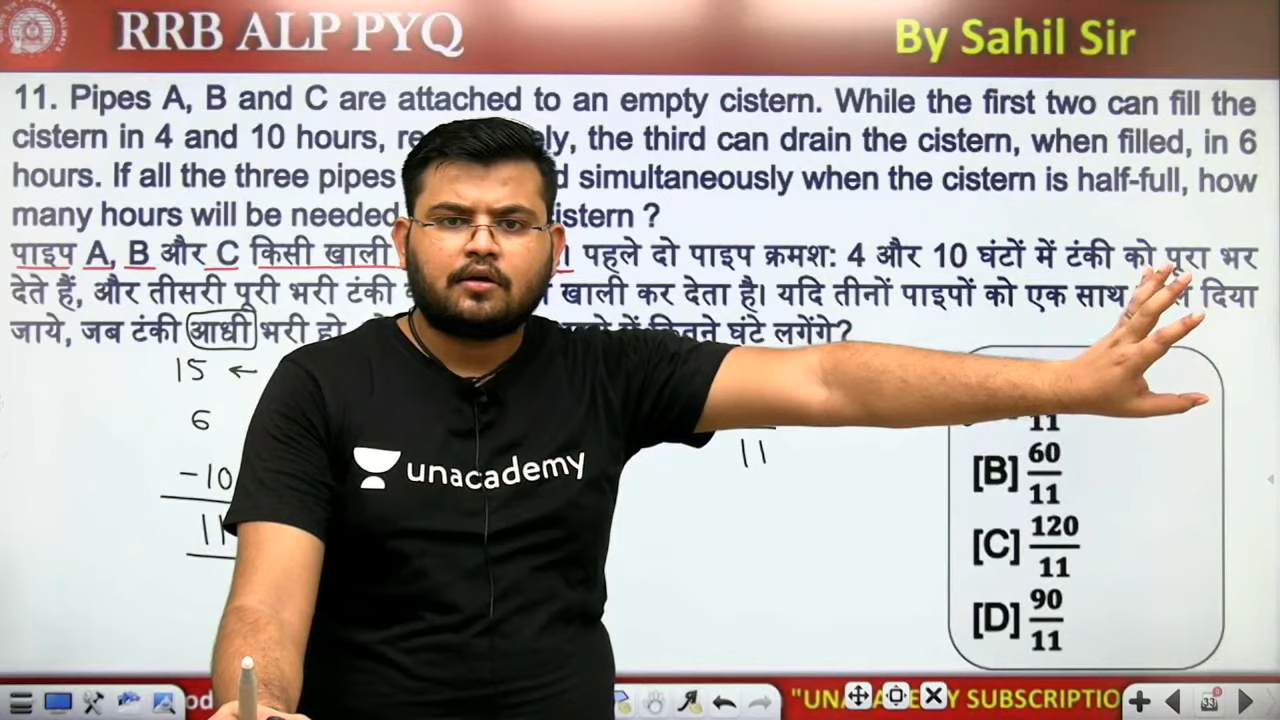 RRB ALP PYQ
By Sahil Sir
11. Pipes A, B and C are attached to an empty cistern. While the first two can fill the
cistern in 4 and 10 hours, ly, the third can drain the cistern, when filled, in 6
hours. If all the three pipes simultaneously when the cistern is half-full, how
many hours will be needed istern ?
पाइप A, B और C किसी खाली । पहले दो पाइप क्रमश: 4 और 10 घंटों में टंकी को पूरा भर
देते हैं, और तीसरी पूरी भरी टंकी खाली कर देता है। यदि तीनों पाइपों को एक साथ दिया
जाये, जब टंकी आधी भरी हो में कितने घंटे लगेंगे?
15 ←
6
-10
11
11
11
[B] 60/11
[C] 120/11
[D] 90/11
unacademy
SUBSCRIPTIO